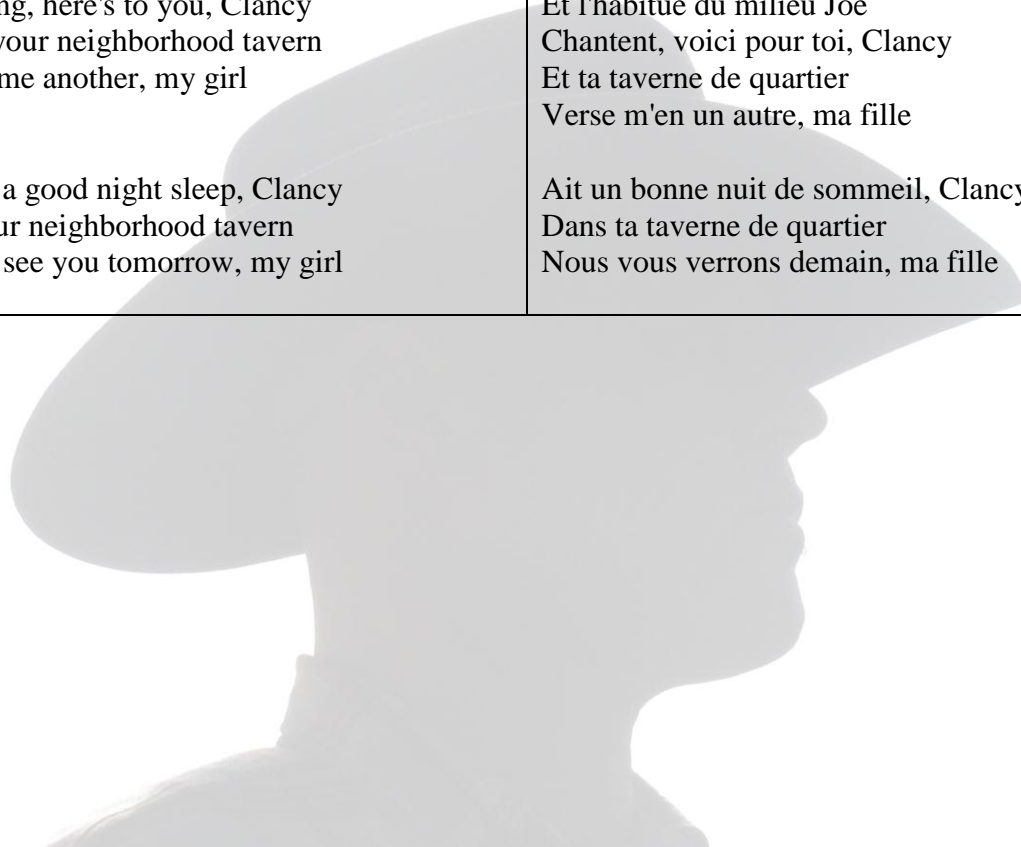 here's to you, Clancy
your neighborhood tavern
me another, my girl
a good night sleep, Clancy
neighborhood tavern
see you tomorrow, my girl
Et l'habitué du milieu Joe
Chantent, voici pour toi, Clancy
Et ta taverne de quartier
Verse m'en un autre, ma fille
Ait un bonne nuit de sommeil, Clancy
Dans ta taverne de quartier
Nous vous verrons demain, ma fille